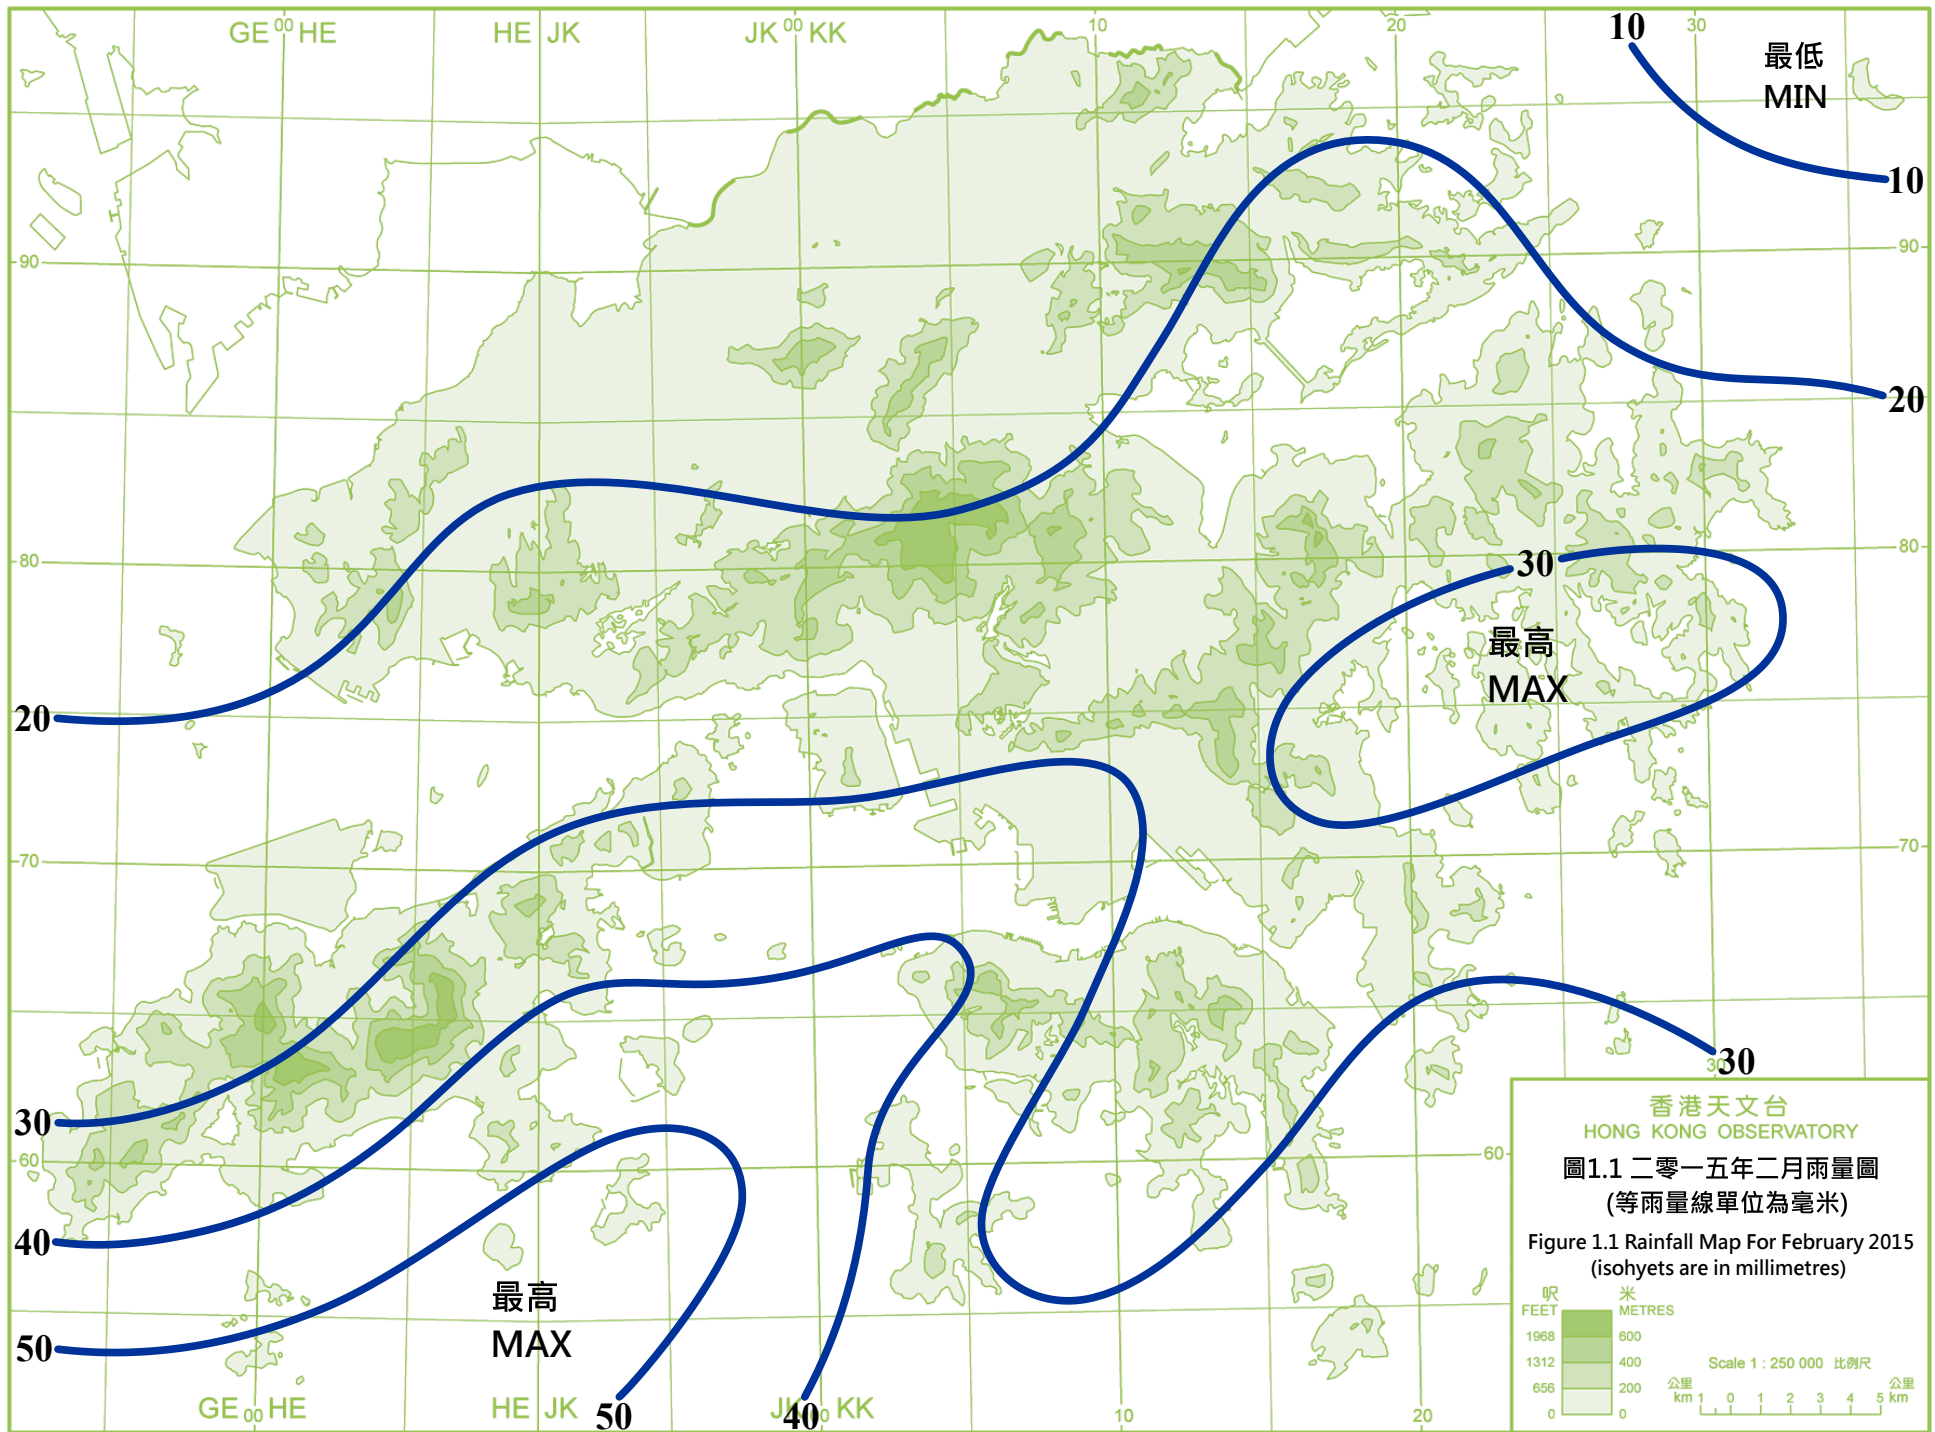 GE 00 HE
HE JK
JK 00 KK
10
20
30
10
最低
MIN
10
90
90
20
80
80
30
最高
MAX
20
70
70
30
30
30
60
60
40
50
最高
MAX
香港天文台
HONG KONG OBSERVATORY
圖1.1 二零一五年二月雨量圖
(等雨量線單位為毫米)
Figure 1.1 Rainfall Map For February 2015
(isohyets are in millimetres)
呎 米
FEET METRES
1968 600
1312 400
656 200
0 0
Scale 1 : 250 000 比例尺
公里 公里
km 1 0 1 2 3 4 5 km
GE 00 HE
HE JK
50
JK 00 KK
40
10
20